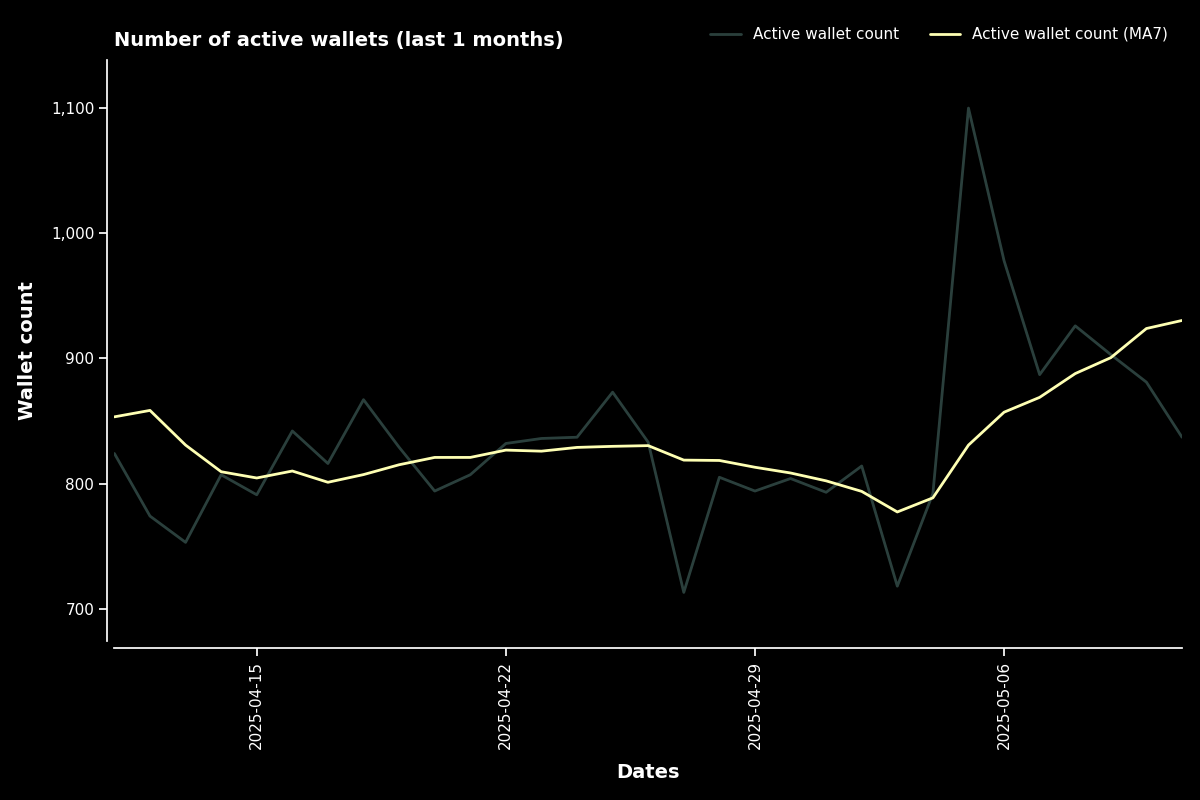 Number of active wallets (last 1 months)
Active wallet count
Active wallet count (MA7)
Wallet count
1,100
1,000
900
800
700
2025-04-15
2025-04-22
2025-04-29
2025-05-06
Dates